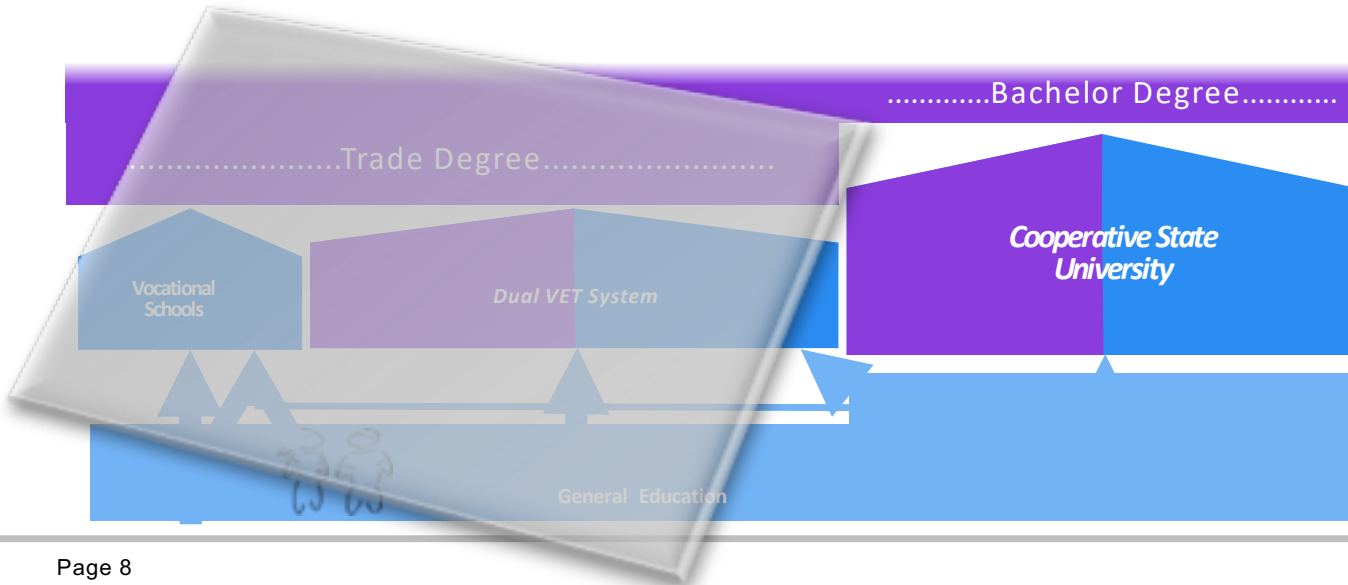 .............Bachelor Degree............
.......................Trade Degree.........................
Cooperative State
University
Vocational
Schools
Dual VET System
General Education
Page 8